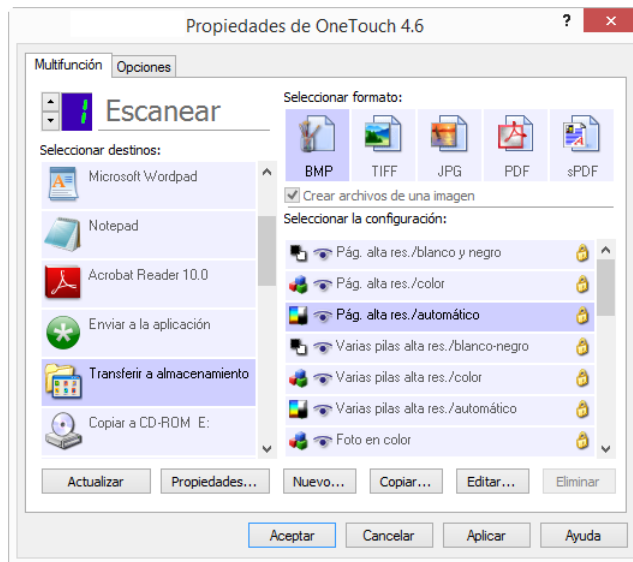 Propiedades de OneTouch 4.6
Multifunción
Opciones
1
Escanear
Seleccionar destinos:
Microsoft Wordpad
Notepad
Acrobat Reader 10.0
Enviar a la aplicación
Transferir a almacenamiento
Copiar a CD-ROM E:
Seleccionar formato:
BMP
TIFF
JPG
PDF
sPDF
Crear archivos de una imagen
Seleccionar la configuración:
Pág. alta res./blanco y negro
Pág. alta res./color
Pág. alta res./automático
Varias pilas alta res./blanco-negro
Varias pilas alta res./color
Varias pilas alta res./automático
Foto en color
Actualizar
Propiedades...
Nuevo...
Copiar...
Editar...
Eliminar
Aceptar
Cancelar
Aplicar
Ayuda